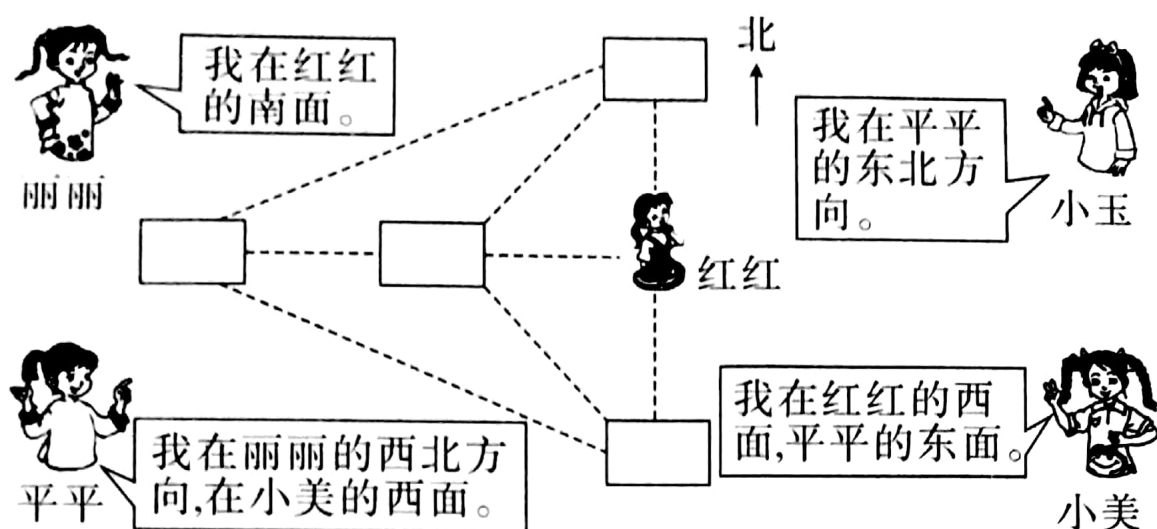 北
我在红红
的南面。
丽丽
我在平平
的东北方
向。
小玉
红红
我在丽丽的西北方
向,在小美的西面。
平平
我在红红的西
面,平平的东面。
小美